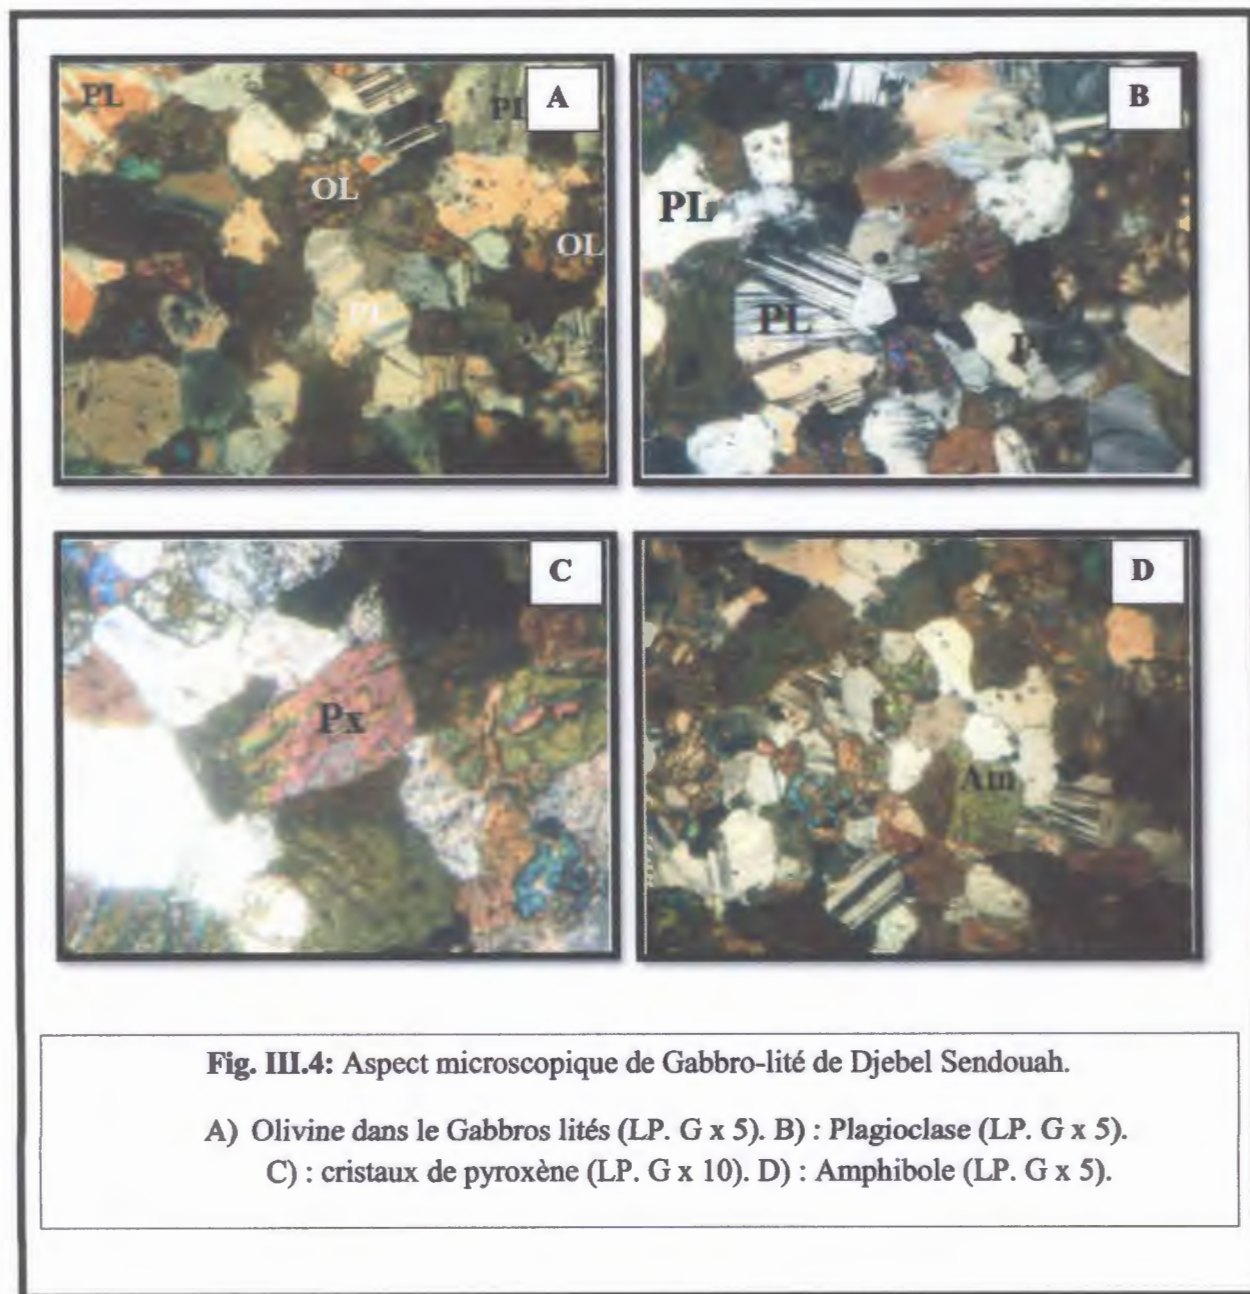 PL
PL
A
OL
OL
PL
B
PL
PL
C
Px
D
Am
Fig. III.4: Aspect microscopique de Gabbro-lité de Djebel Sendouah.
A) Olivine dans le Gabbros lités (LP. G x 5). B) : Plagioclase (LP. G x 5).
C) : cristaux de pyroxène (LP. G x 10). D) : Amphibole (LP. G x 5).